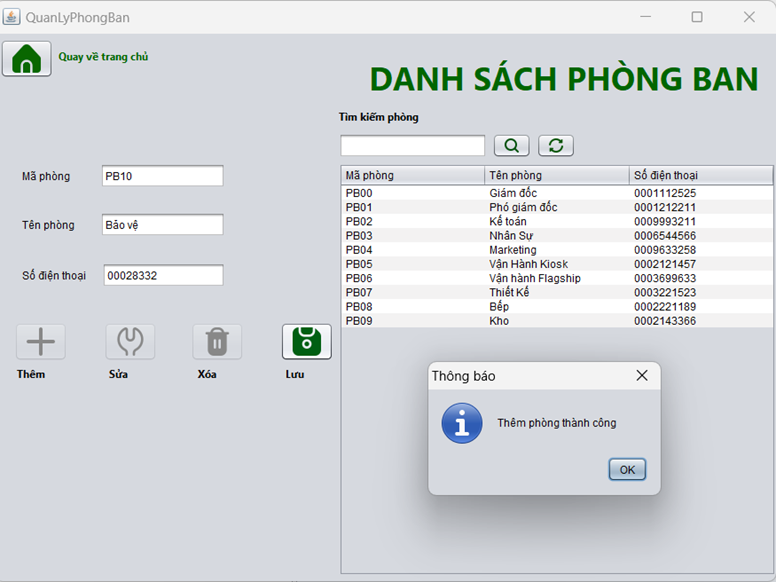 QuanLyPhongBan
Quay về trang chủ
DANH SÁCH PHÒNG BAN
Tìm kiếm phòng
Mã phòng PB10
Tên phòng Bảo vệ
Số điện thoại 00028332
Thêm Sửa Xóa Lưu
Mã phòng Tên phòng Số điện thoại
PB00 Giám đốc 0001112525
PB01 Phó giám đốc 0001212211
PB02 Kế toán 0009993211
PB03 Nhân Sự 0006544566
PB04 Marketing 0009633258
PB05 Vận Hành Kiosk 0002121457
PB06 Vận hành Flagship 0003699633
PB07 Thiết Kế 0003221523
PB08 Bếp 0002221189
PB09 Kho 0002143366
Thông báo
Thêm phòng thành công
OK